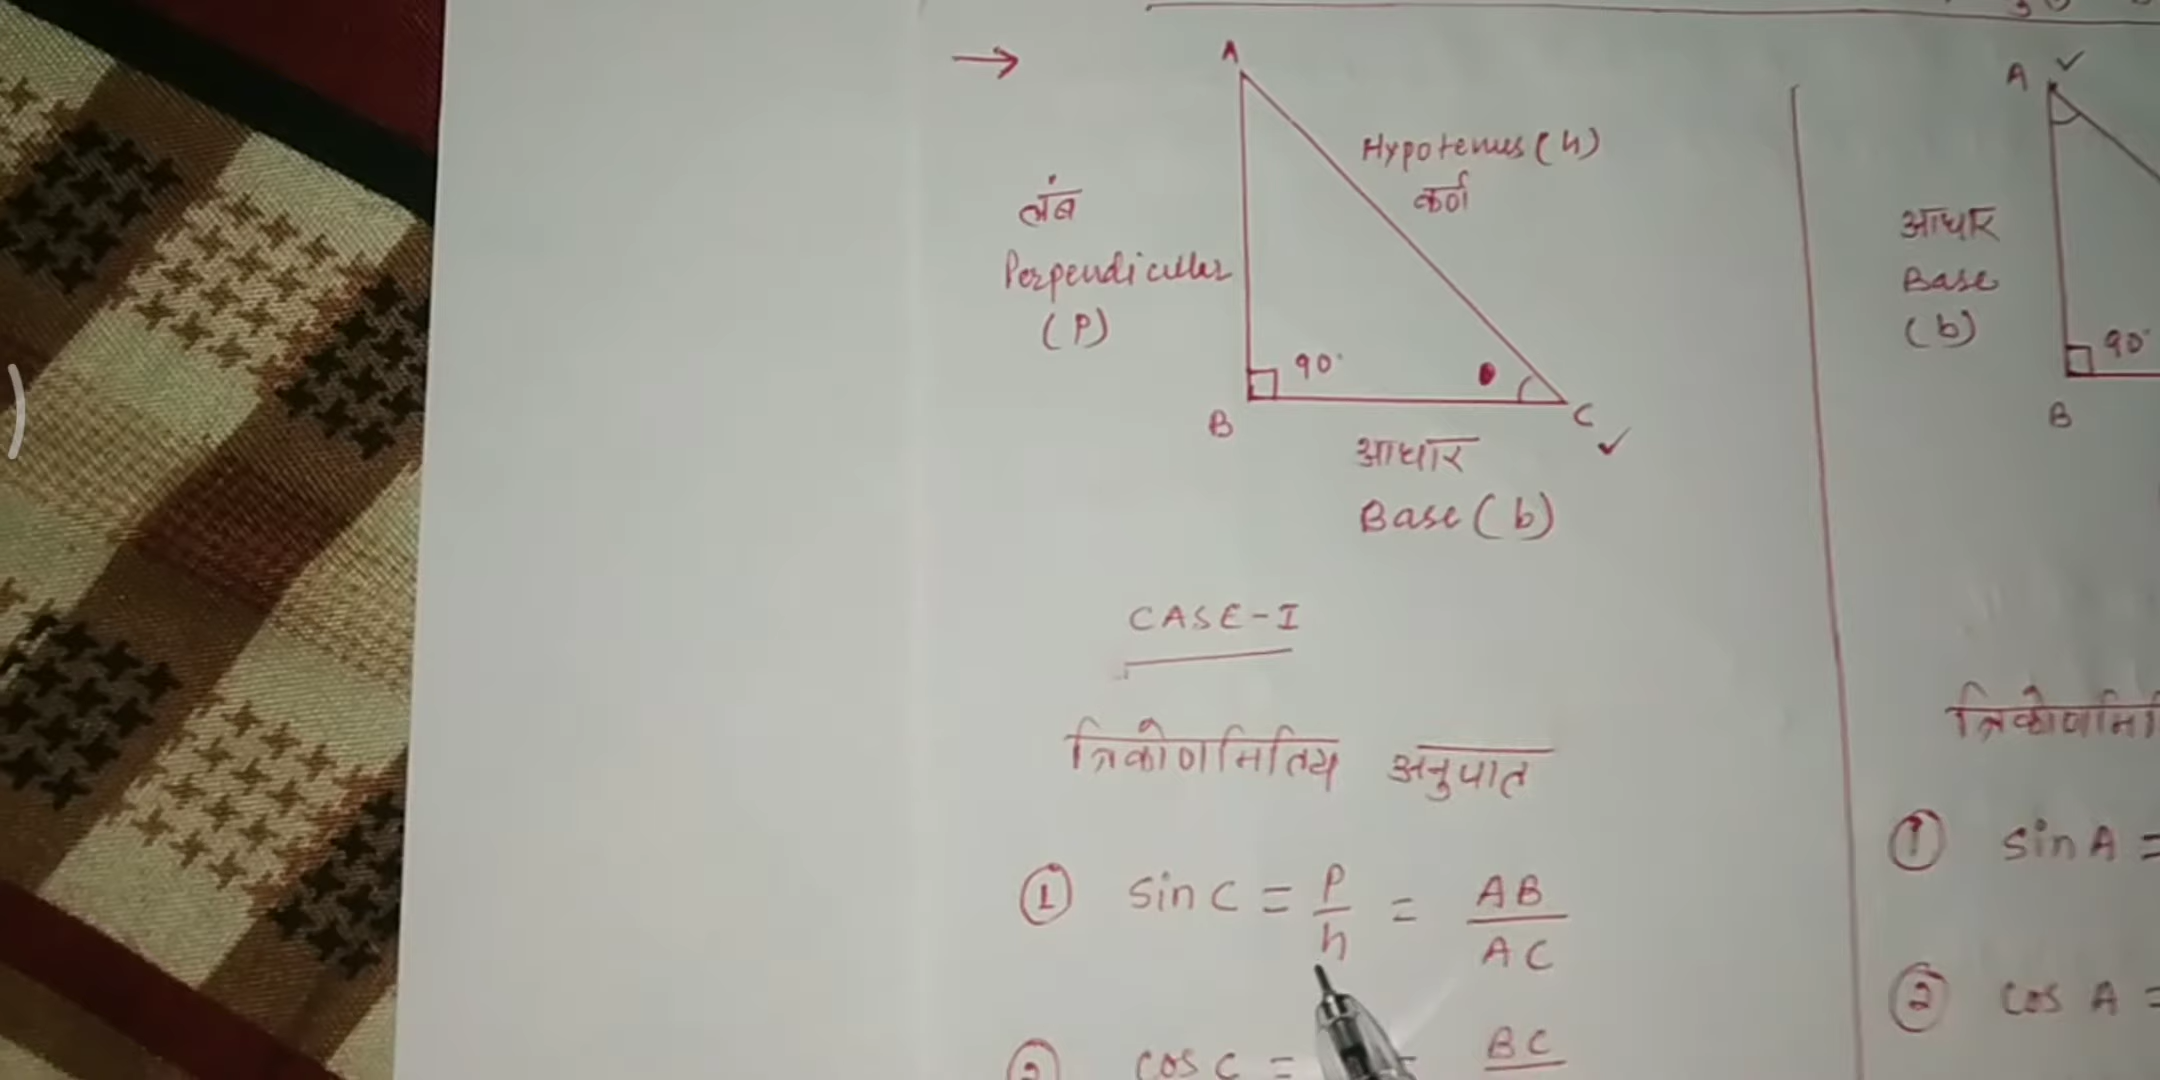 →
A
Hypotenus (h)
कर्ण
लंब
Perpendiculler
(P)
90°
B
C ✓
आधार
Base (b)
CASE-I
त्रिकोणमितिय अनुपात
① sin C = P/h = AB/AC
② cos C = = BC
A ✓
आधार
Base
(b)
90°
B
① sin A =
② cos A =